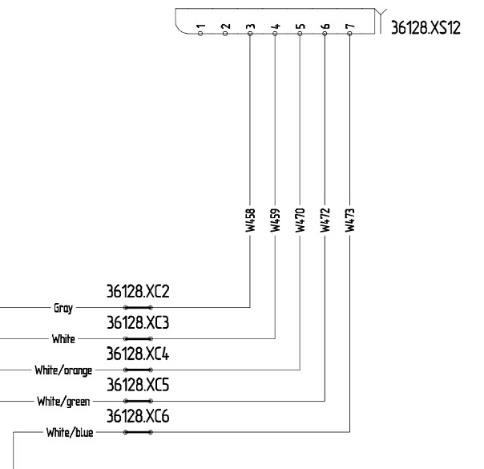 36128.XS12
1 2 3 4 5 6 7
W458 W459 W470 W472 W473
36128.XC2
Gray
36128.XC3
White
36128.XC4
White/orange
36128.XC5
White/green
36128.XC6
White/blue